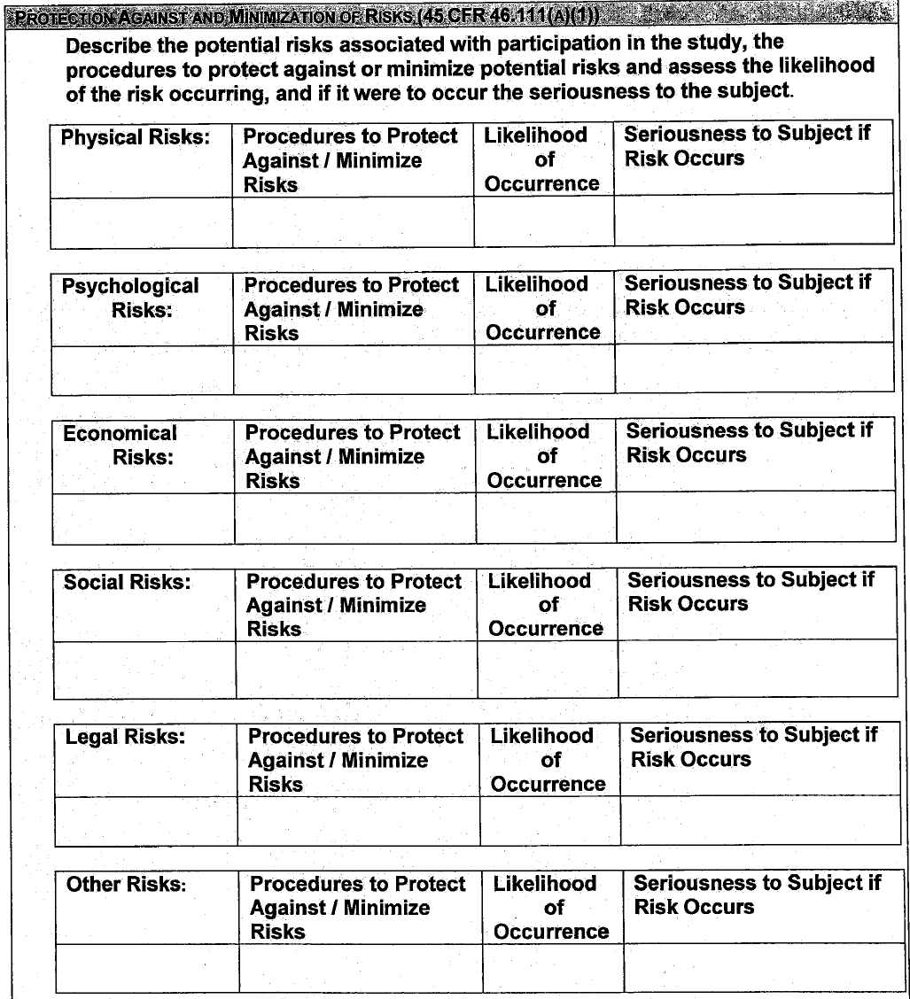 PROTECTION AGAINST AND MINIMIZATION OF RISKS (45 CFR 46.111(A)(1))
Describe the potential risks associated with participation in the study, the
procedures to protect against or minimize potential risks and assess the likelihood
of the risk occurring, and if it were to occur the seriousness to the subject.
Physical Risks:
Procedures to Protect
Against / Minimize
Risks
Likelihood
of
Occurrence
Seriousness to Subject if
Risk Occurs
Psychological
Risks:
Procedures to Protect
Against / Minimize
Risks
Likelihood
of
Occurrence
Seriousness to Subject if
Risk Occurs
Economical
Risks:
Procedures to Protect
Against / Minimize
Risks
Likelihood
of
Occurrence
Seriousness to Subject if
Risk Occurs
Social Risks:
Procedures to Protect
Against / Minimize
Risks
Likelihood
of
Occurrence
Seriousness to Subject if
Risk Occurs
Legal Risks:
Procedures to Protect
Against / Minimize
Risks
Likelihood
of
Occurrence
Seriousness to Subject if
Risk Occurs
Other Risks:
Procedures to Protect
Against / Minimize
Risks
Likelihood
of
Occurrence
Seriousness to Subject if
Risk Occurs